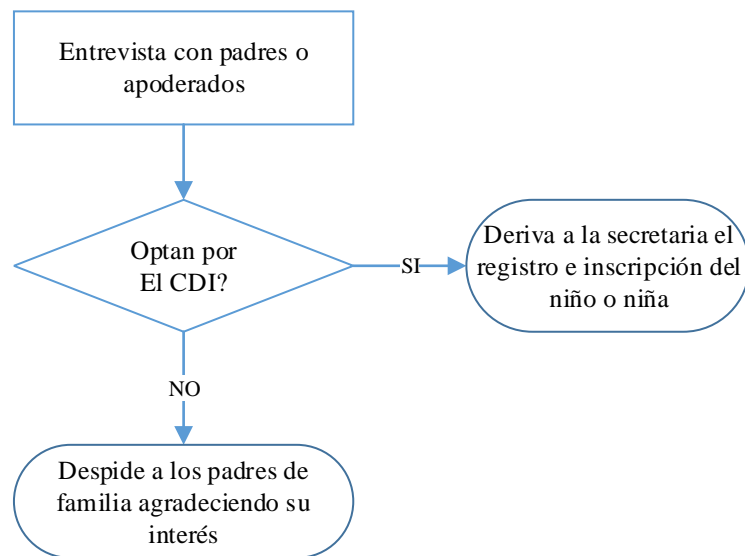 Entrevista con padres o
apoderados
Optan por
El CDI?
SI
Deriva a la secretaria el
registro e inscripción del
niño o niña
NO
Despide a los padres de
familia agradeciendo su
interés